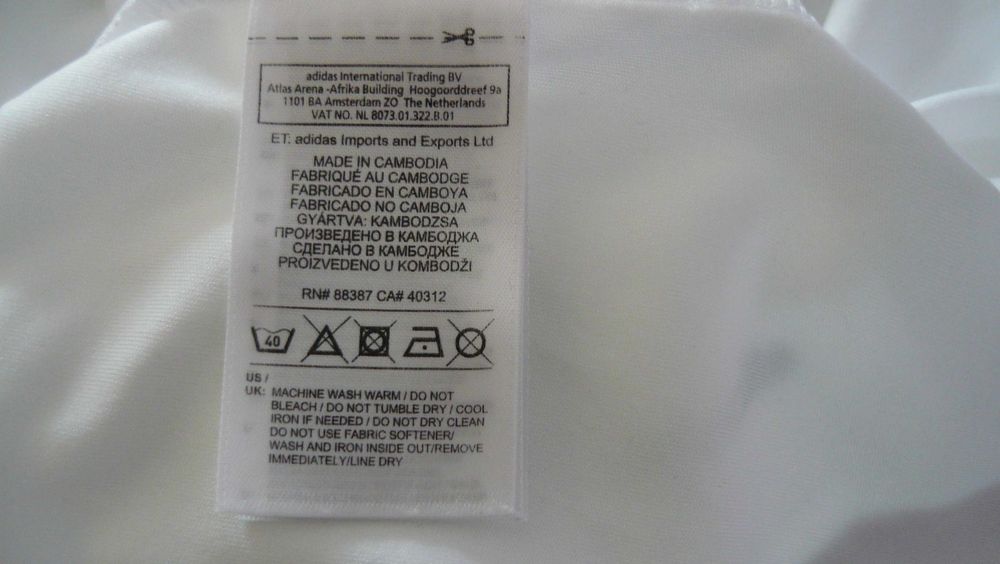 adidas International Trading BV
Atlas Arena -Afrika Building Hoogoorddreef 9a
1101 BA Amsterdam ZO The Netherlands
VAT NO. NL 8073.01.322.B.01
ET: adidas Imports and Exports Ltd
MADE IN CAMBODIA
FABRIQUÉ AU CAMBODGE
FABRICADO EN CAMBOYA
FABRICADO NO CAMBOJA
GYÁRTVA: KAMBODZSA
ПРОИЗВЕДЕНО В КАМБОДЖА
СДЕЛАНО В КАМБОДЖЕ
PROIZVEDENO U KOMBODŽI
RN# 88387 CA# 40312
40
US /
UK: MACHINE WASH WARM / DO NOT
BLEACH / DO NOT TUMBLE DRY / COOL
IRON IF NEEDED / DO NOT DRY CLEAN
DO NOT USE FABRIC SOFTENER/
WASH AND IRON INSIDE OUT/REMOVE
IMMEDIATELY/LINE DRY